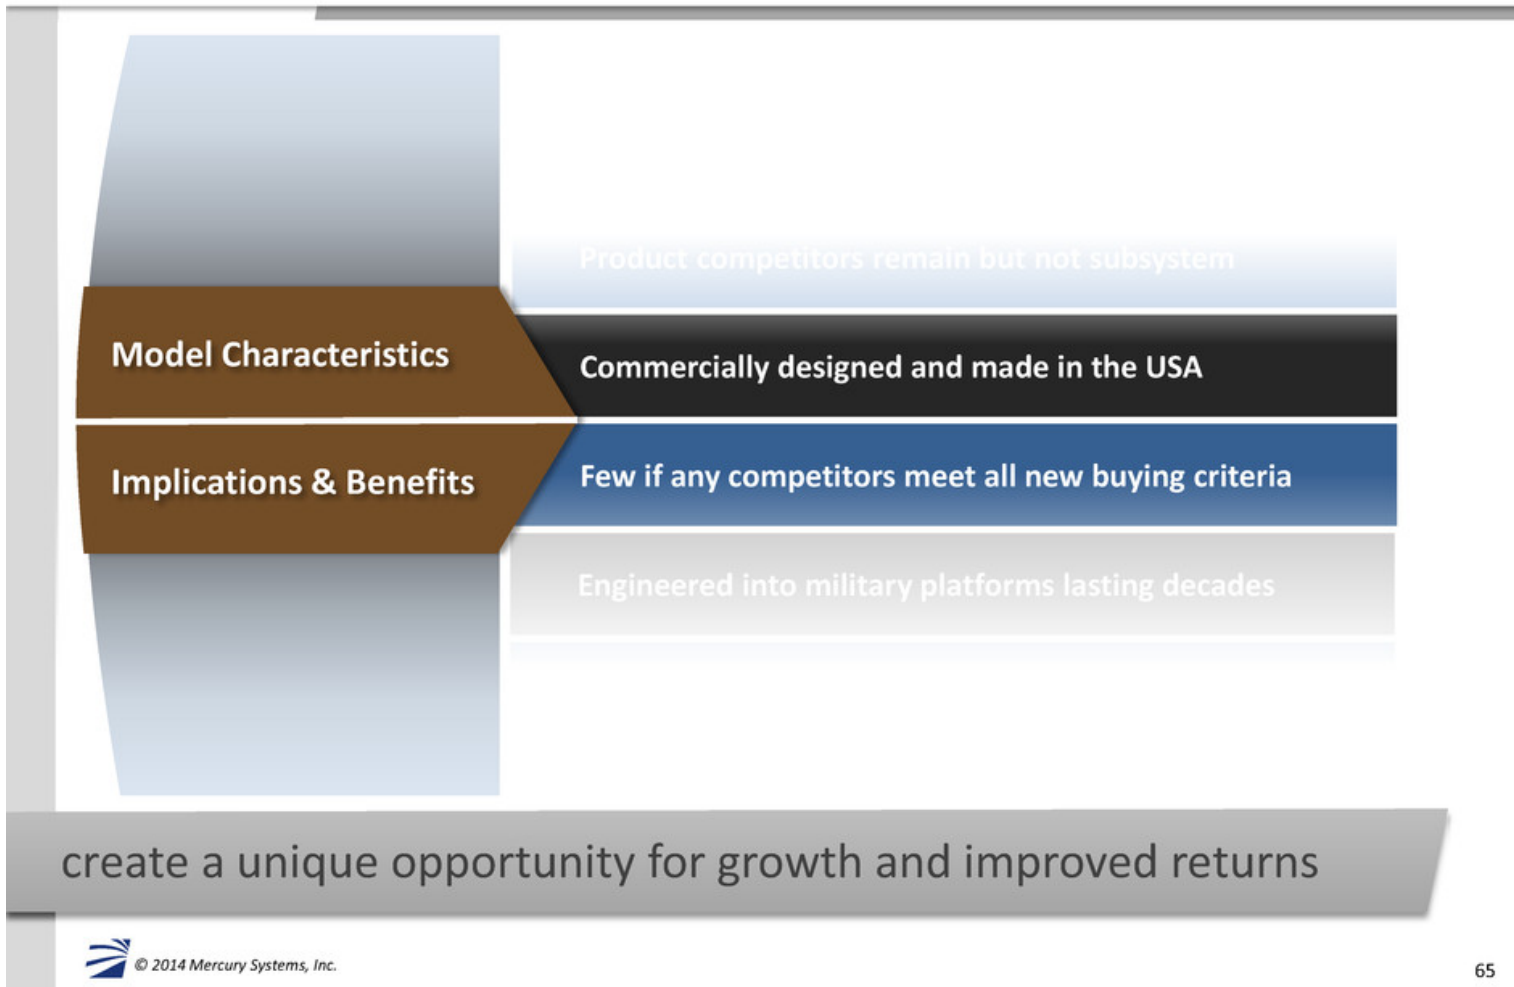 Product competitors remain but not subsystem
Model Characteristics
Commercially designed and made in the USA
Implications & Benefits
Few if any competitors meet all new buying criteria
Engineered into military platforms lasting decades
create a unique opportunity for growth and improved returns
© 2014 Mercury Systems, Inc.
65